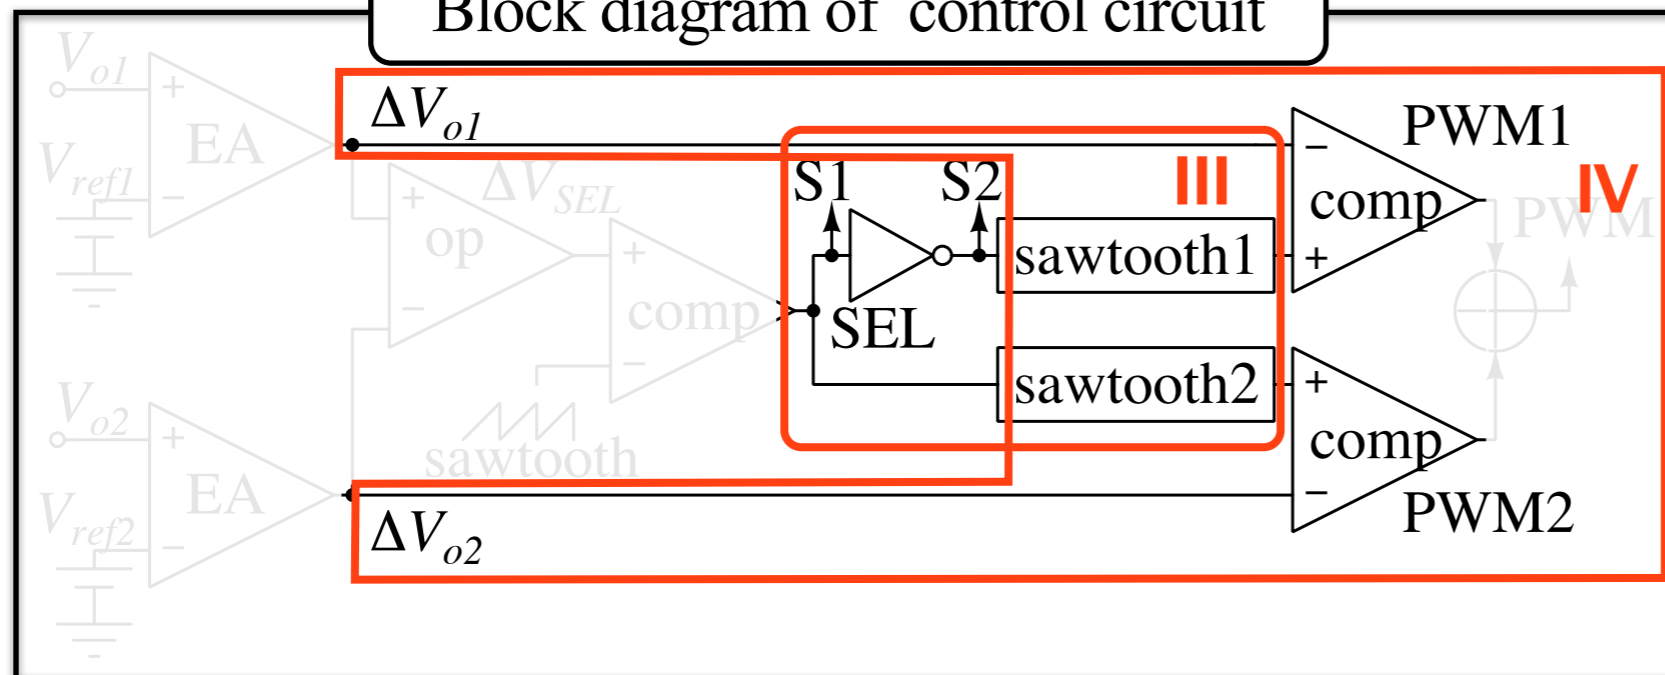 Block diagram of control circuit
Vo1
+
EA
Vref1
−
ΔVo1
+
op
−
ΔVSEL
+
comp
−
sawtooth
S1
S2
III
SEL
sawtooth1
sawtooth2
−
comp
+
PWM1
IV
PWM
+
comp
−
PWM2
Vo2
+
EA
Vref2
−
ΔVo2